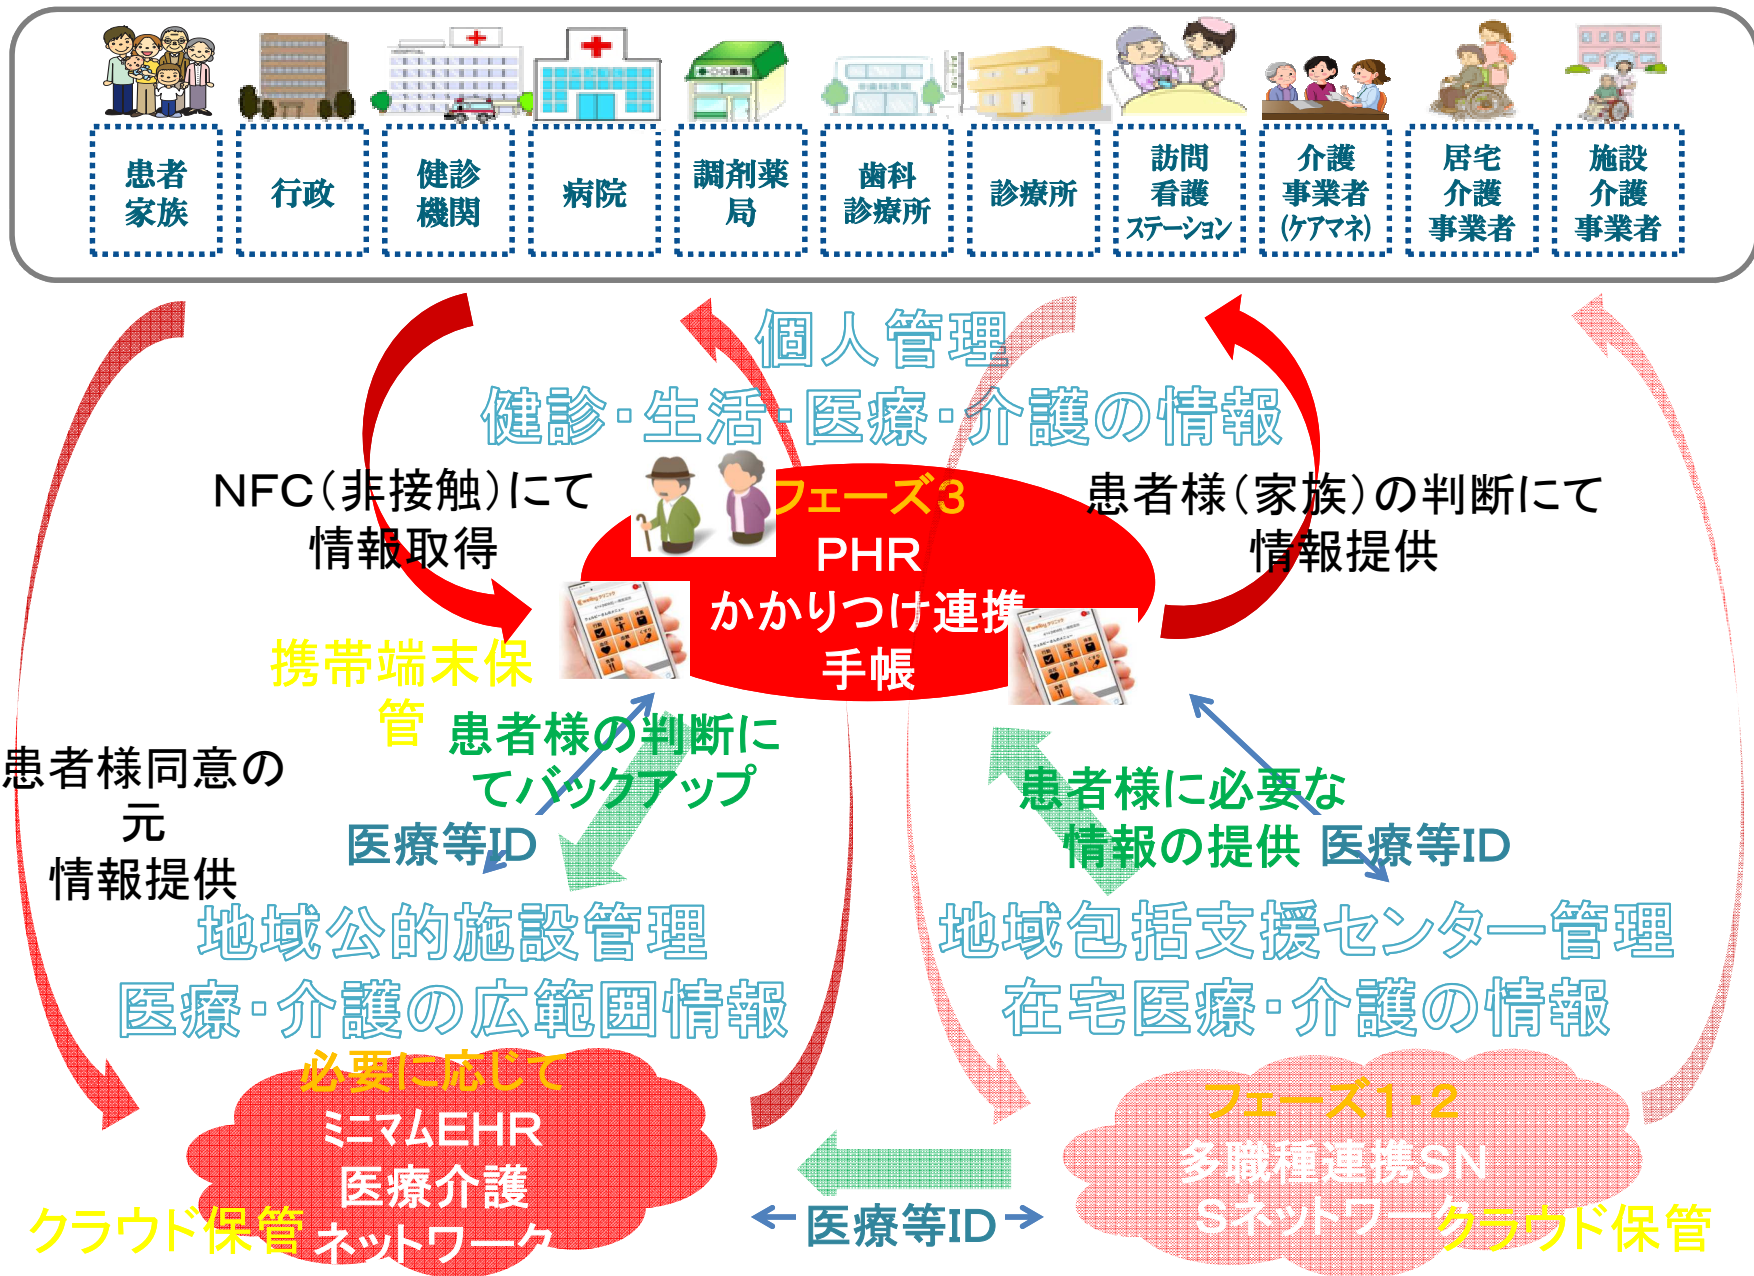 患者
家族
行政
健診
機関
病院
調剤薬
局
歯科
診療所
診療所
訪問
看護
ステーション
介護
事業者
(ケアマネ)
居宅
介護
事業者
施設
介護
事業者
個人管理
健診・生活・医療・介護の情報
NFC(非接触)にて
情報取得
フェーズ3
PHR
かかりつけ連携
手帳
患者様(家族)の判断にて
情報提供
携帯端末保
管
患者様の判断に
てバックアップ
患者様同意の
元
情報提供
医療等ID
患者様に必要な
情報の提供
医療等ID
地域公的施設管理
医療・介護の広範囲情報
地域包括支援センター管理
在宅医療・介護の情報
必要に応じて
ミニマムEHR
医療介護
ネットワーク
クラウド保管
フェーズ1・2
多職種連携SN
Sネットワーク
クラウド保管
医療等ID